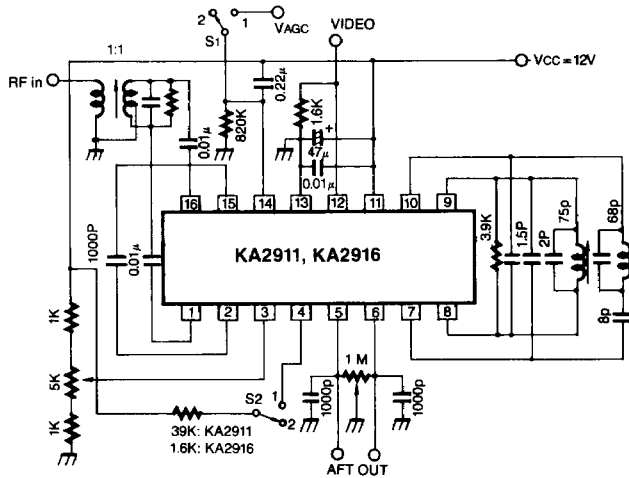 2 1 VAGC VIDEO
S1
1:1
RF in
VCC = 12V
0.22µ
820K
1.6K
+
47µ
0.01µ
0.01µ
16 15 14 13 12 11 10 9
1000P
0.01µ
KA2911, KA2916
3.9K
1.5P
2P
75p
68p
8p
1 2 3 4 5 6 7 8
1K
5K
1K
S2 1
2
39K: KA2911
1.6K: KA2916
1 M
1000p
1000p
AFT OUT